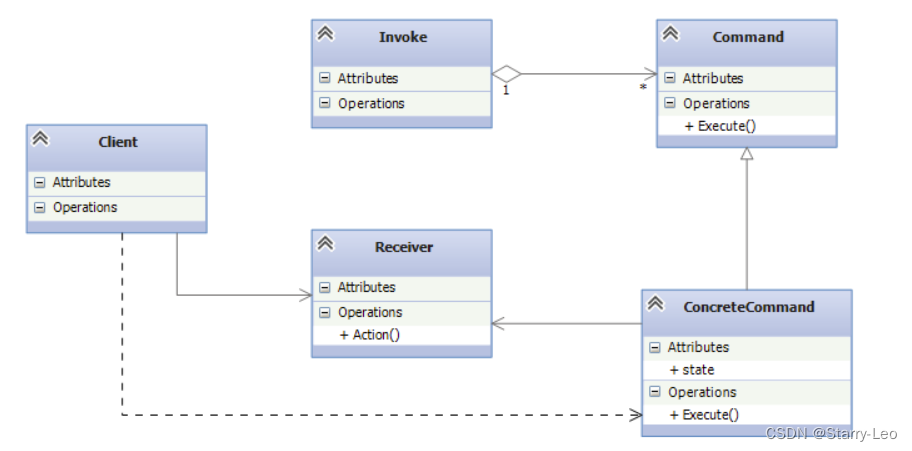 Invoke
Attributes
Operations
1
*
Command
Attributes
Operations
+ Execute()
Client
Attributes
Operations
Receiver
Attributes
Operations
+ Action()
ConcreteCommand
Attributes
+ state
Operations
+ Execute()
CSDN @Starry-Leo